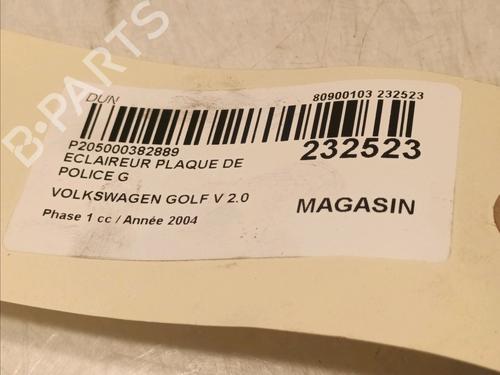 B-PARTS
DUN
80900103 232523
P205000382889
232523
ECLAIREUR PLAQUE DE
POLICE G
VOLKSWAGEN GOLF V 2.0
MAGASIN
Phase 1 cc / Année 2004